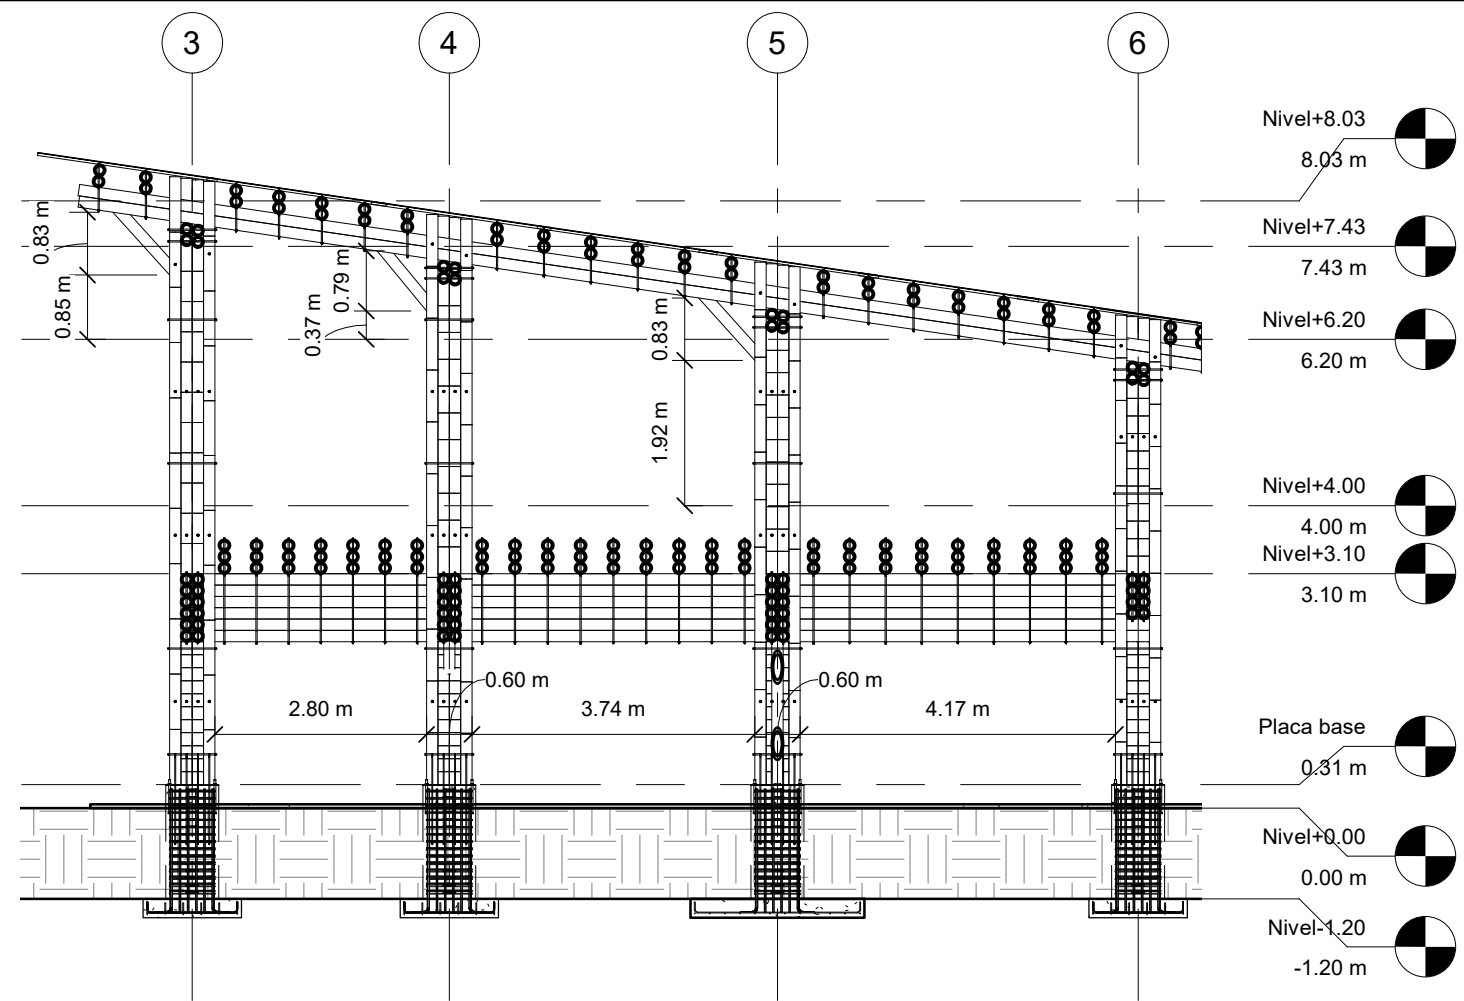 3
4
5
6
Nivel+8.03
8.03 m
Nivel+7.43
7.43 m
Nivel+6.20
6.20 m
Nivel+4.00
4.00 m
Nivel+3.10
3.10 m
Placa base
0.31 m
Nivel+0.00
0.00 m
Nivel-1.20
-1.20 m
0.83 m
0.85 m
0.79 m
0.37 m
0.83 m
1.92 m
0.60 m
0.60 m
2.80 m
3.74 m
4.17 m